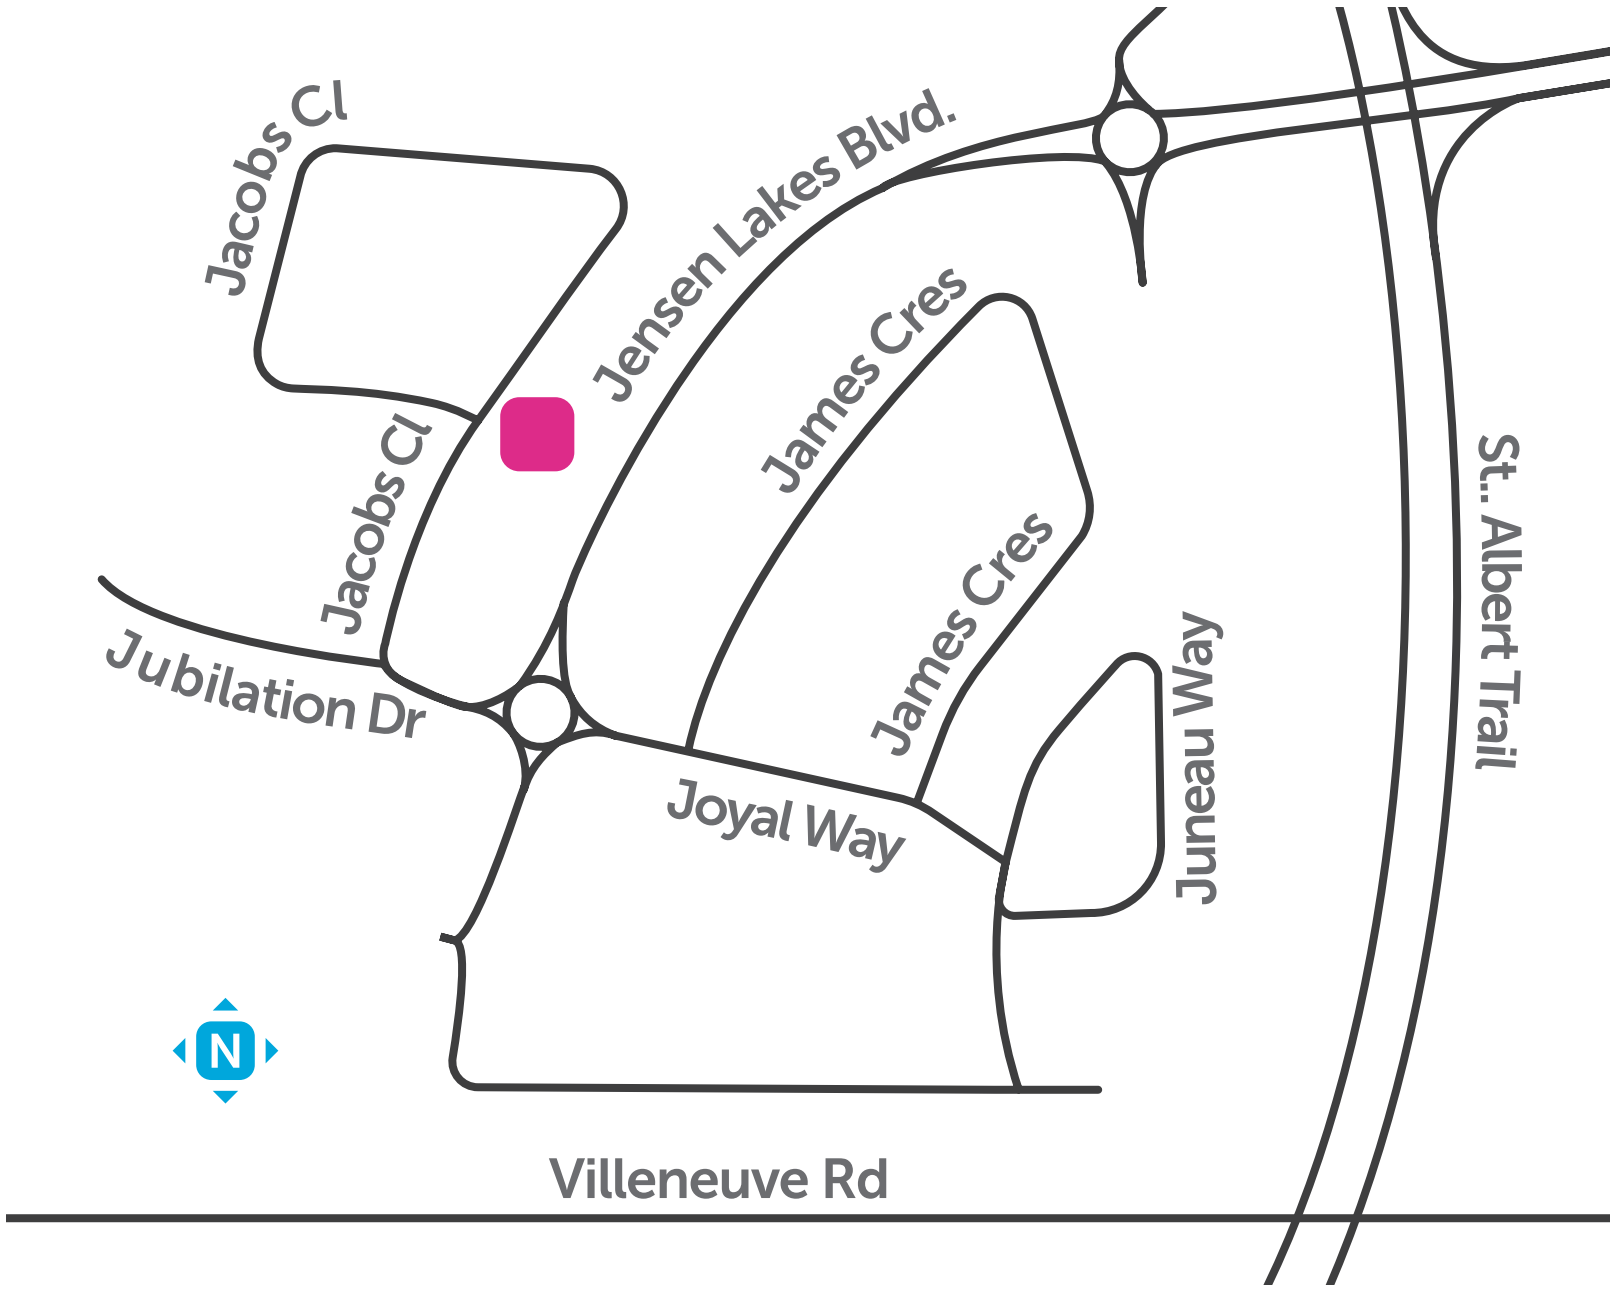 Jacobs Cl
Jensen Lakes Blvd.
James Cres
Jacobs Cl
St.. Albert Trail
James Cres
Juneau Way
Jubilation Dr
Joyal Way
N
Villeneuve Rd